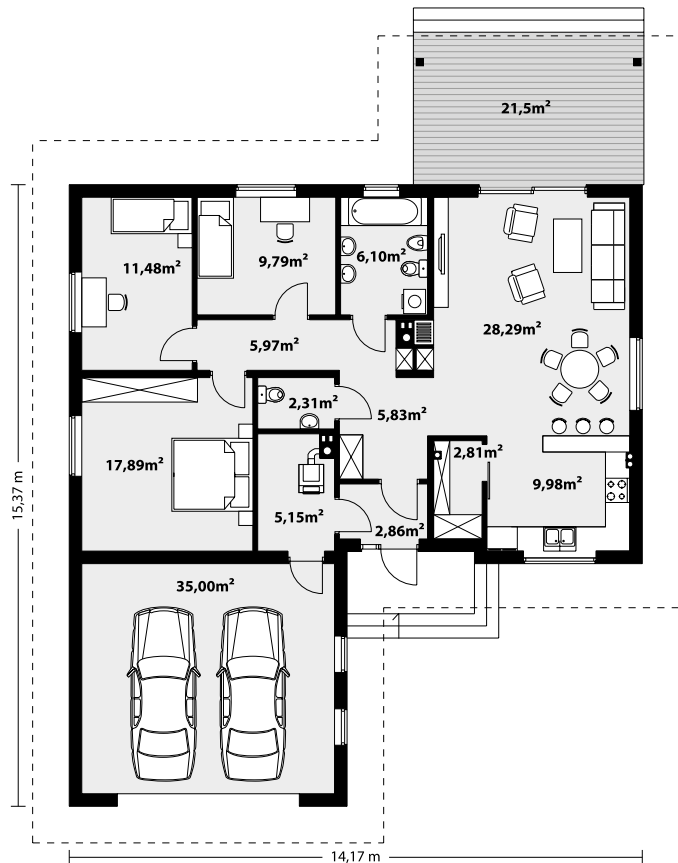 21,5m²
11,48m²
9,79m²
6,10m²
28,29m²
5,97m²
2,31m²
5,83m²
2,81m²
17,89m²
9,98m²
5,15m²
2,86m²
35,00m²
15,37 m
14,17 m